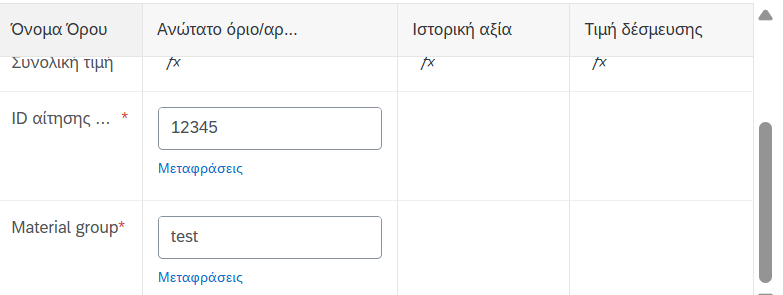 Όνομα Όρου Ανώτατο όριο/αρ... Ιστορική αξία Τιμή δέσμευσης
Συνολική τιμή fx fx fx
ID αίτησης ... * 12345
Μεταφράσεις
Material group* test
Μεταφράσεις